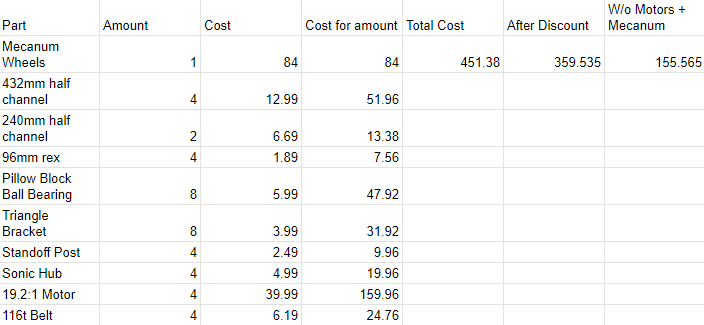 Part Amount Cost Cost for amount Total Cost After Discount W/o Motors + Mecanum
Mecanum Wheels 1 84 84 451.38 359.535 155.565
432mm half channel 4 12.99 51.96
240mm half channel 2 6.69 13.38
96mm rex 4 1.89 7.56
Pillow Block Ball Bearing 8 5.99 47.92
Triangle Bracket 8 3.99 31.92
Standoff Post 4 2.49 9.96
Sonic Hub 4 4.99 19.96
19.2:1 Motor 4 39.99 159.96
116t Belt 4 6.19 24.76